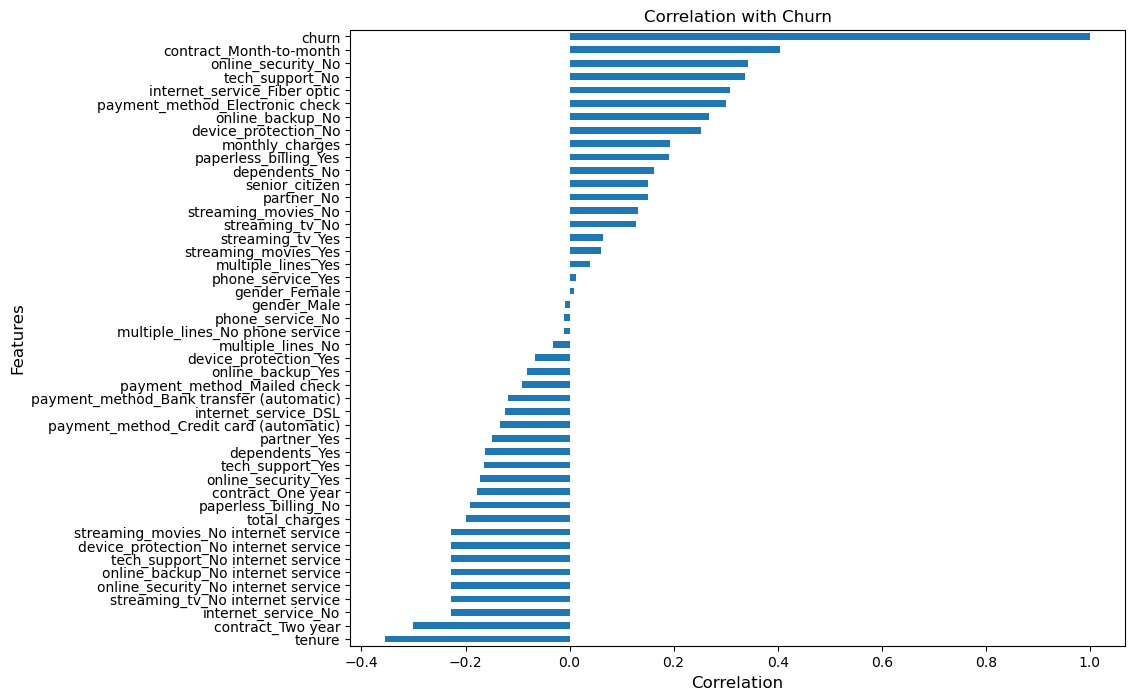 Correlation with Churn
churn
contract_Month-to-month
online_security_No
tech_support_No
internet_service_Fiber optic
payment_method_Electronic check
online_backup_No
device_protection_No
monthly_charges
paperless_billing_Yes
dependents_No
senior_citizen
partner_No
streaming_movies_No
streaming_tv_No
streaming_tv_Yes
streaming_movies_Yes
multiple_lines_Yes
phone_service_Yes
gender_Female
gender_Male
phone_service_No
multiple_lines_No phone service
multiple_lines_No
device_protection_Yes
online_backup_Yes
payment_method_Mailed check
payment_method_Bank transfer (automatic)
internet_service_DSL
payment_method_Credit card (automatic)
partner_Yes
dependents_Yes
tech_support_Yes
online_security_Yes
contract_One year
paperless_billing_No
total_charges
streaming_movies_No internet service
device_protection_No internet service
tech_support_No internet service
online_backup_No internet service
online_security_No internet service
streaming_tv_No internet service
internet_service_No
contract_Two year
tenure
Features
−0.4 −0.2 0.0 0.2 0.4 0.6 0.8 1.0
Correlation